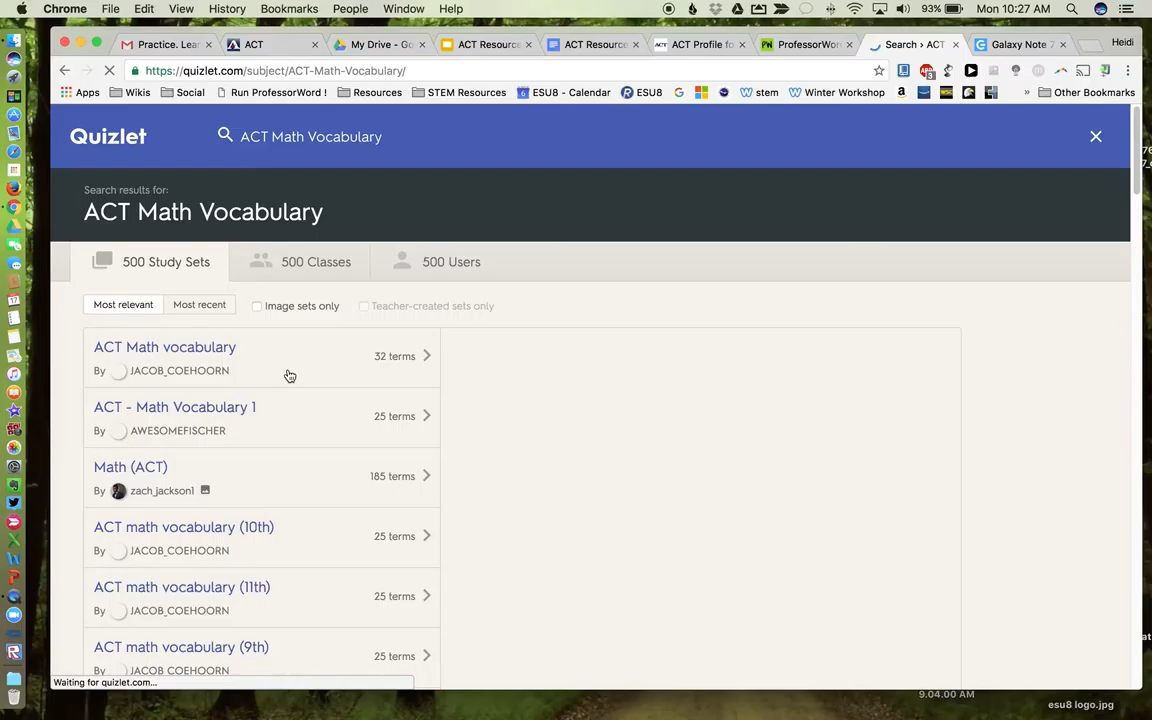 Chrome File Edit View History Bookmarks People Window Help 93% Mon 10:27 AM
Practice. Lear ACT My Drive - Go ACT Resource ACT Resource ACT Profile fo ProfessorWor Search › ACT Galaxy Note 7 Heidi
https://quizlet.com/subject/ACT-Math-Vocabulary/
Apps Wikis Social Run ProfessorWord ! Resources STEM Resources ESU8 - Calendar ESU8 stem Winter Workshop » Other Bookmarks
Quizlet ACT Math Vocabulary
Search results for:
ACT Math Vocabulary
500 Study Sets 500 Classes 500 Users
Most relevant Most recent Image sets only Teacher-created sets only
ACT Math vocabulary
32 terms
By JACOB_COEHOORN
ACT - Math Vocabulary 1
25 terms
By AWESOMEFISCHER
Math (ACT)
185 terms
By zach_jackson1
ACT math vocabulary (10th)
25 terms
By JACOB_COEHOORN
ACT math vocabulary (11th)
25 terms
By JACOB_COEHOORN
ACT math vocabulary (9th)
25 terms
By JACOB_COEHOORN
Waiting for quizlet.com...
9.04.00 AM
esu8 logo.jpg